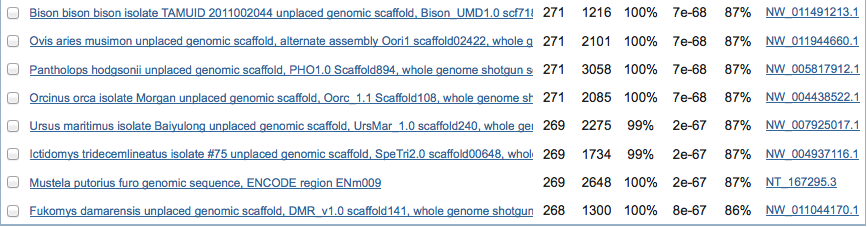 Bison bison bison isolate TAMUID 2011002044 unplaced genomic scaffold, Bison_UMD1.0 scf718 271 1216 100% 7e-68 87% NW_011491213.1
Ovis aries musimon unplaced genomic scaffold, alternate assembly Oori1 scaffold02422, whole g 271 2101 100% 7e-68 87% NW_011944660.1
Pantholops hodgsonii unplaced genomic scaffold, PHO1.0 Scaffold894, whole genome shotgun s 271 3058 100% 7e-68 87% NW_005817912.1
Orcinus orca isolate Morgan unplaced genomic scaffold, Oorc_1.1 Scaffold108, whole genome sh 271 2085 100% 7e-68 87% NW_004438522.1
Ursus maritimus isolate Baiyulong unplaced genomic scaffold, UrsMar_1.0 scaffold240, whole ge 269 2275 99% 2e-67 87% NW_007925017.1
Ictidomys tridecemlineatus isolate #75 unplaced genomic scaffold, SpeTri2.0 scaffold00648, whol 269 1734 99% 2e-67 87% NW_004937116.1
Mustela putorius furo genomic sequence, ENCODE region ENm009 269 2648 100% 2e-67 87% NT_167295.3
Fukomys damarensis unplaced genomic scaffold, DMR_v1.0 scaffold141, whole genome shotgun 268 1300 100% 8e-67 86% NW_011044170.1